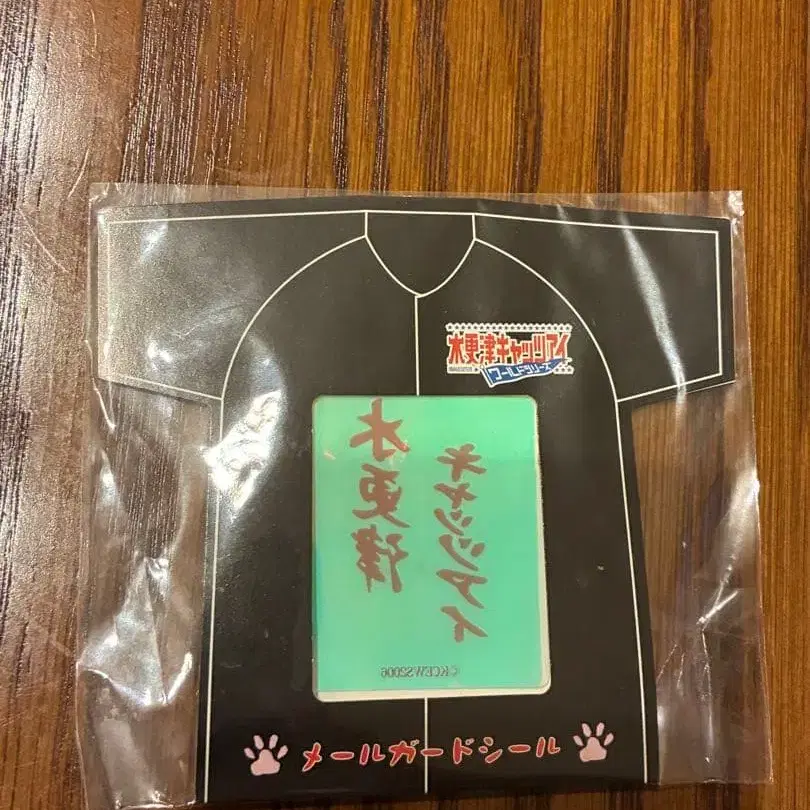 木更津キャッツアイ
ワールドシリーズ
木更津
キャッツアイ
©KCEWS2006
メールガードシール